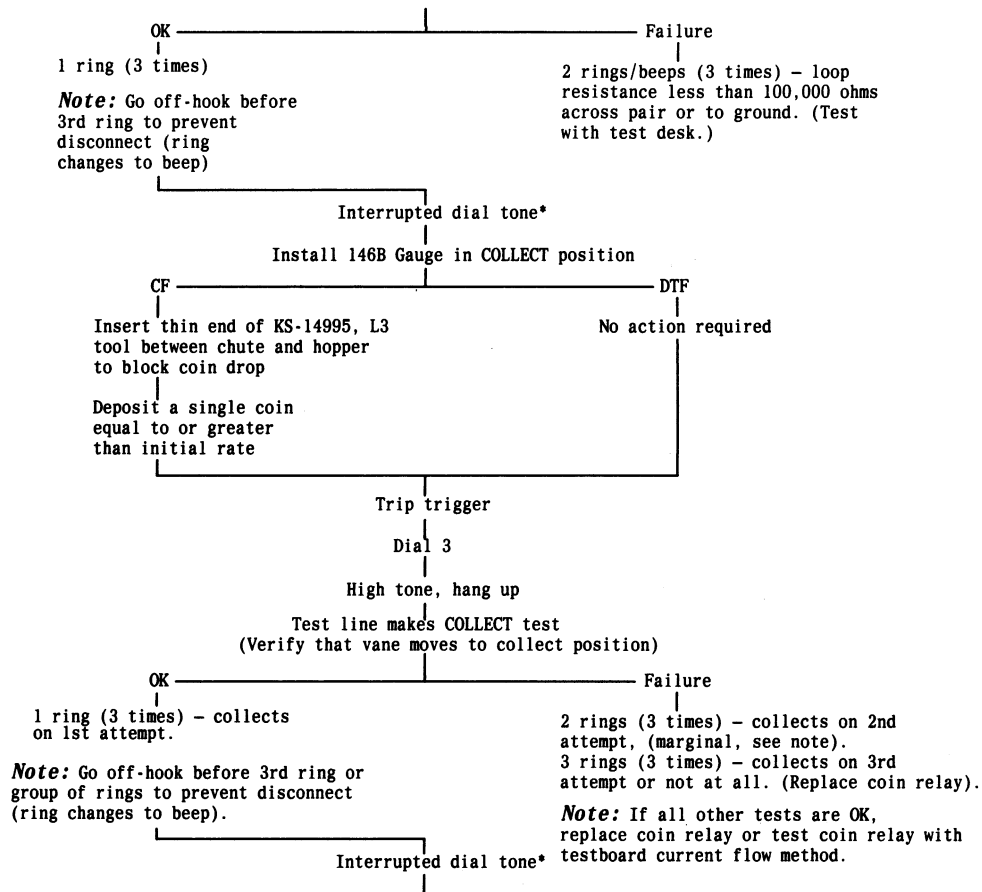 OK
Failure
1 ring (3 times)
Note: Go off-hook before
3rd ring to prevent
disconnect (ring
changes to beep)
2 rings/beeps (3 times) – loop
resistance less than 100,000 ohms
across pair or to ground. (Test
with test desk.)
Interrupted dial tone*
Install 146B Gauge in COLLECT position
CF
DTF
Insert thin end of KS-14995, L3
tool between chute and hopper
to block coin drop
No action required
Deposit a single coin
equal to or greater
than initial rate
Trip trigger
Dial 3
High tone, hang up
Test line makes COLLECT test
(Verify that vane moves to collect position)
OK
Failure
1 ring (3 times) – collects
on 1st attempt.
Note: Go off-hook before 3rd ring or
group of rings to prevent disconnect
(ring changes to beep).
2 rings (3 times) – collects on 2nd
attempt, (marginal, see note).
3 rings (3 times) – collects on 3rd
attempt or not at all. (Replace coin relay).
Note: If all other tests are OK,
replace coin relay or test coin relay with
testboard current flow method.
Interrupted dial tone*